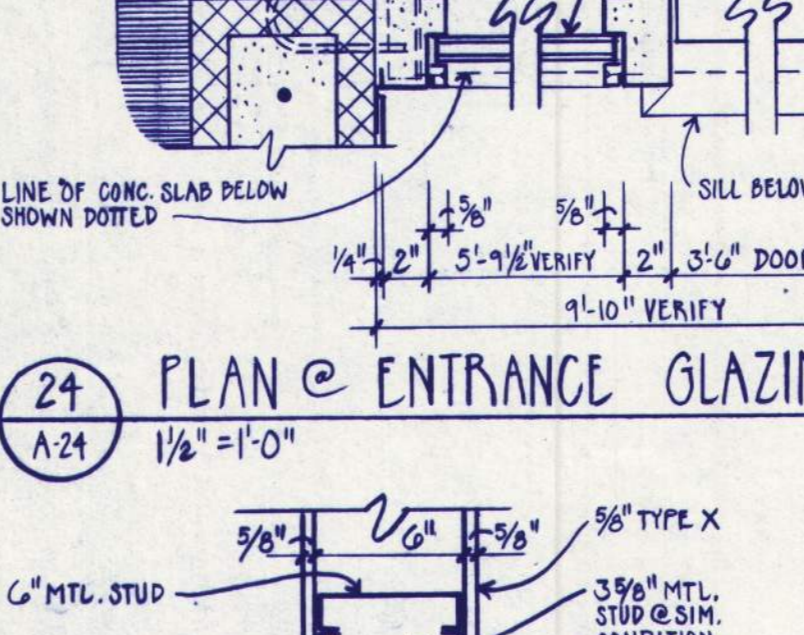 LINE OF CONC. SLAB BELOW
SHOWN DOTTED
SILL BELOW
5/8" 5/8"
1/4" 2" 5'-9 1/2" VERIFY 2" 3'-6" DOOR
9'-10" VERIFY
24
A-24
PLAN @ ENTRANCE GLAZIN
1 1/2" = 1'-0"
5/8" 6" 5/8"
5/8" TYPE X
6" MTL. STUD
3 5/8" MTL.
STUD @ SIM.
CONDITION